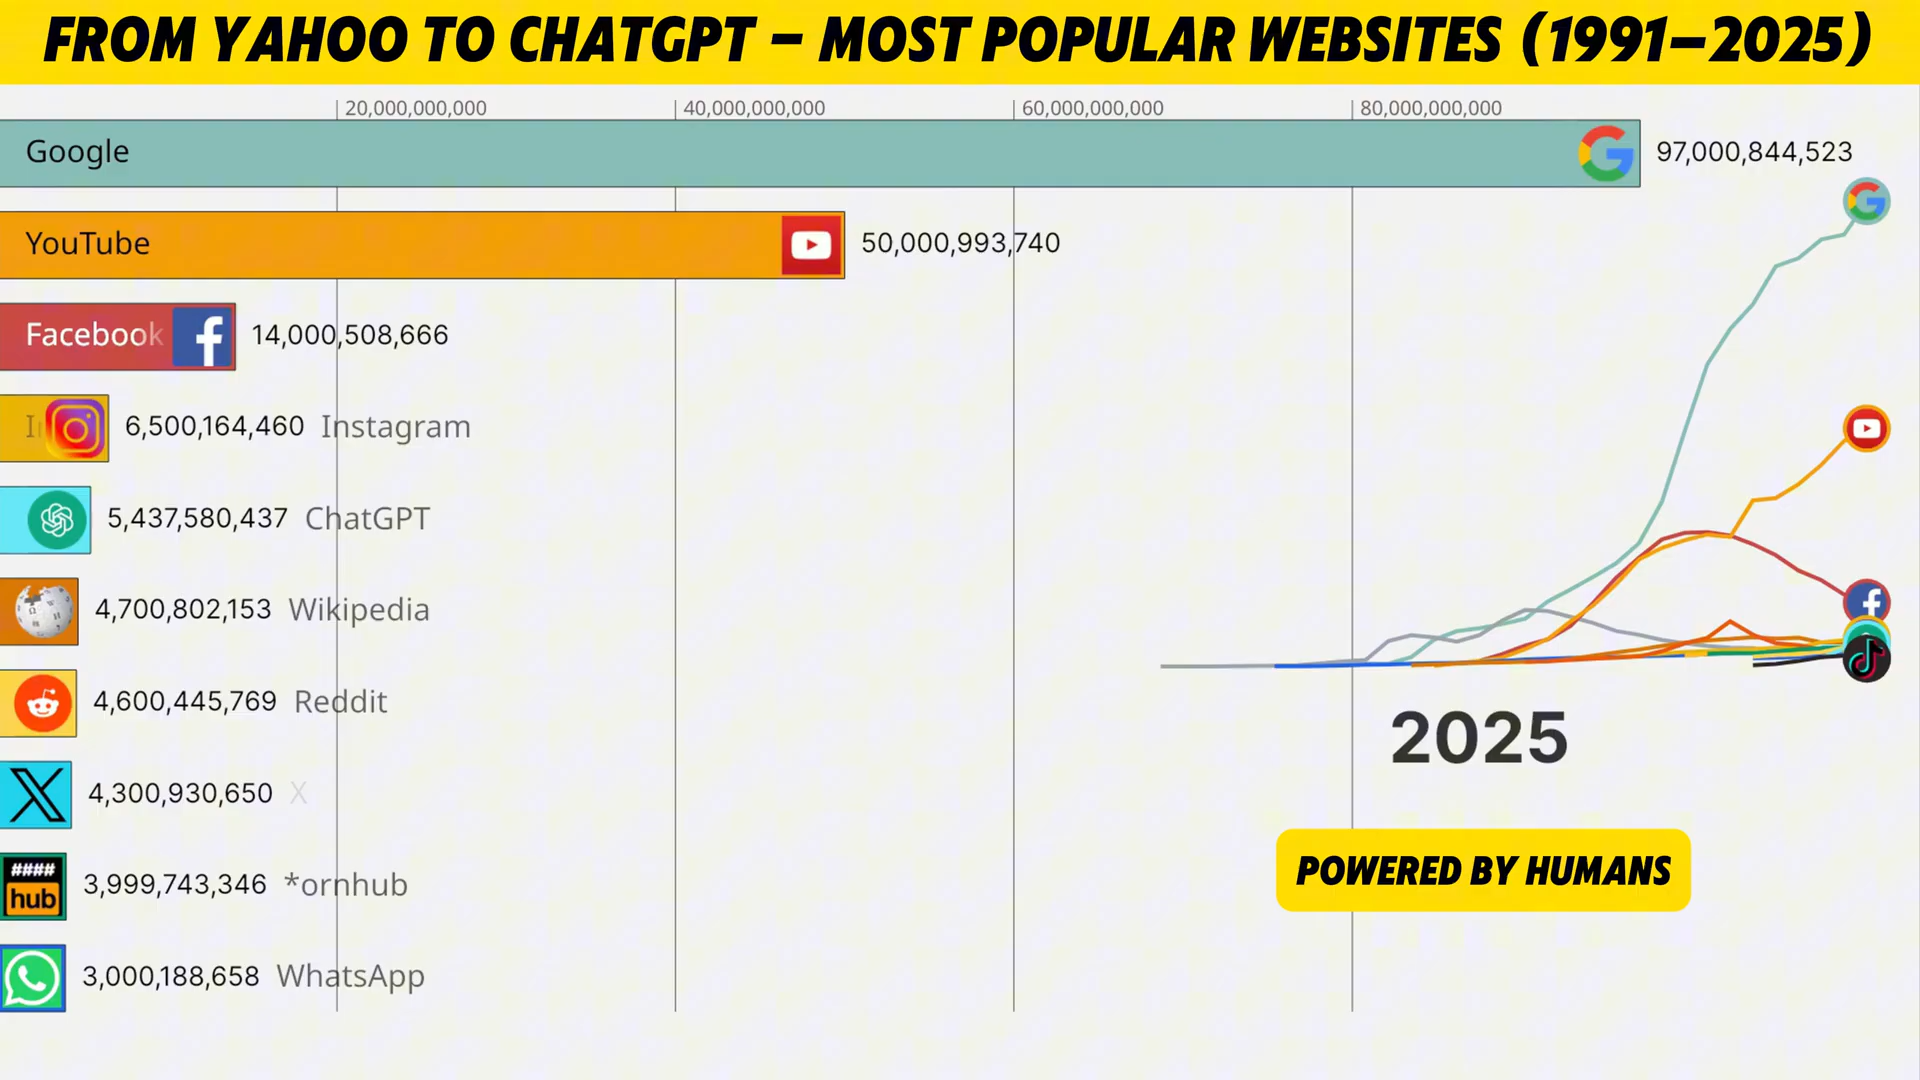 FROM YAHOO TO CHATGPT – MOST POPULAR WEBSITES (1991–2025)
20,000,000,000 40,000,000,000 60,000,000,000 80,000,000,000
Google 97,000,844,523
YouTube 50,000,993,740
Facebook 14,000,508,666
6,500,164,460 Instagram
5,437,580,437 ChatGPT
4,700,802,153 Wikipedia
4,600,445,769 Reddit
2025
4,300,930,650 X
####
hub
3,999,743,346 *ornhub
POWERED BY HUMANS
3,000,188,658 WhatsApp